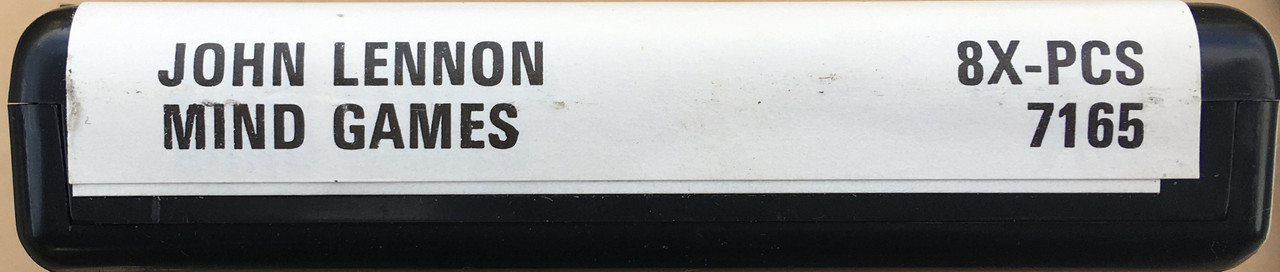 JOHN LENNON 8X-PCS
MIND GAMES 7165